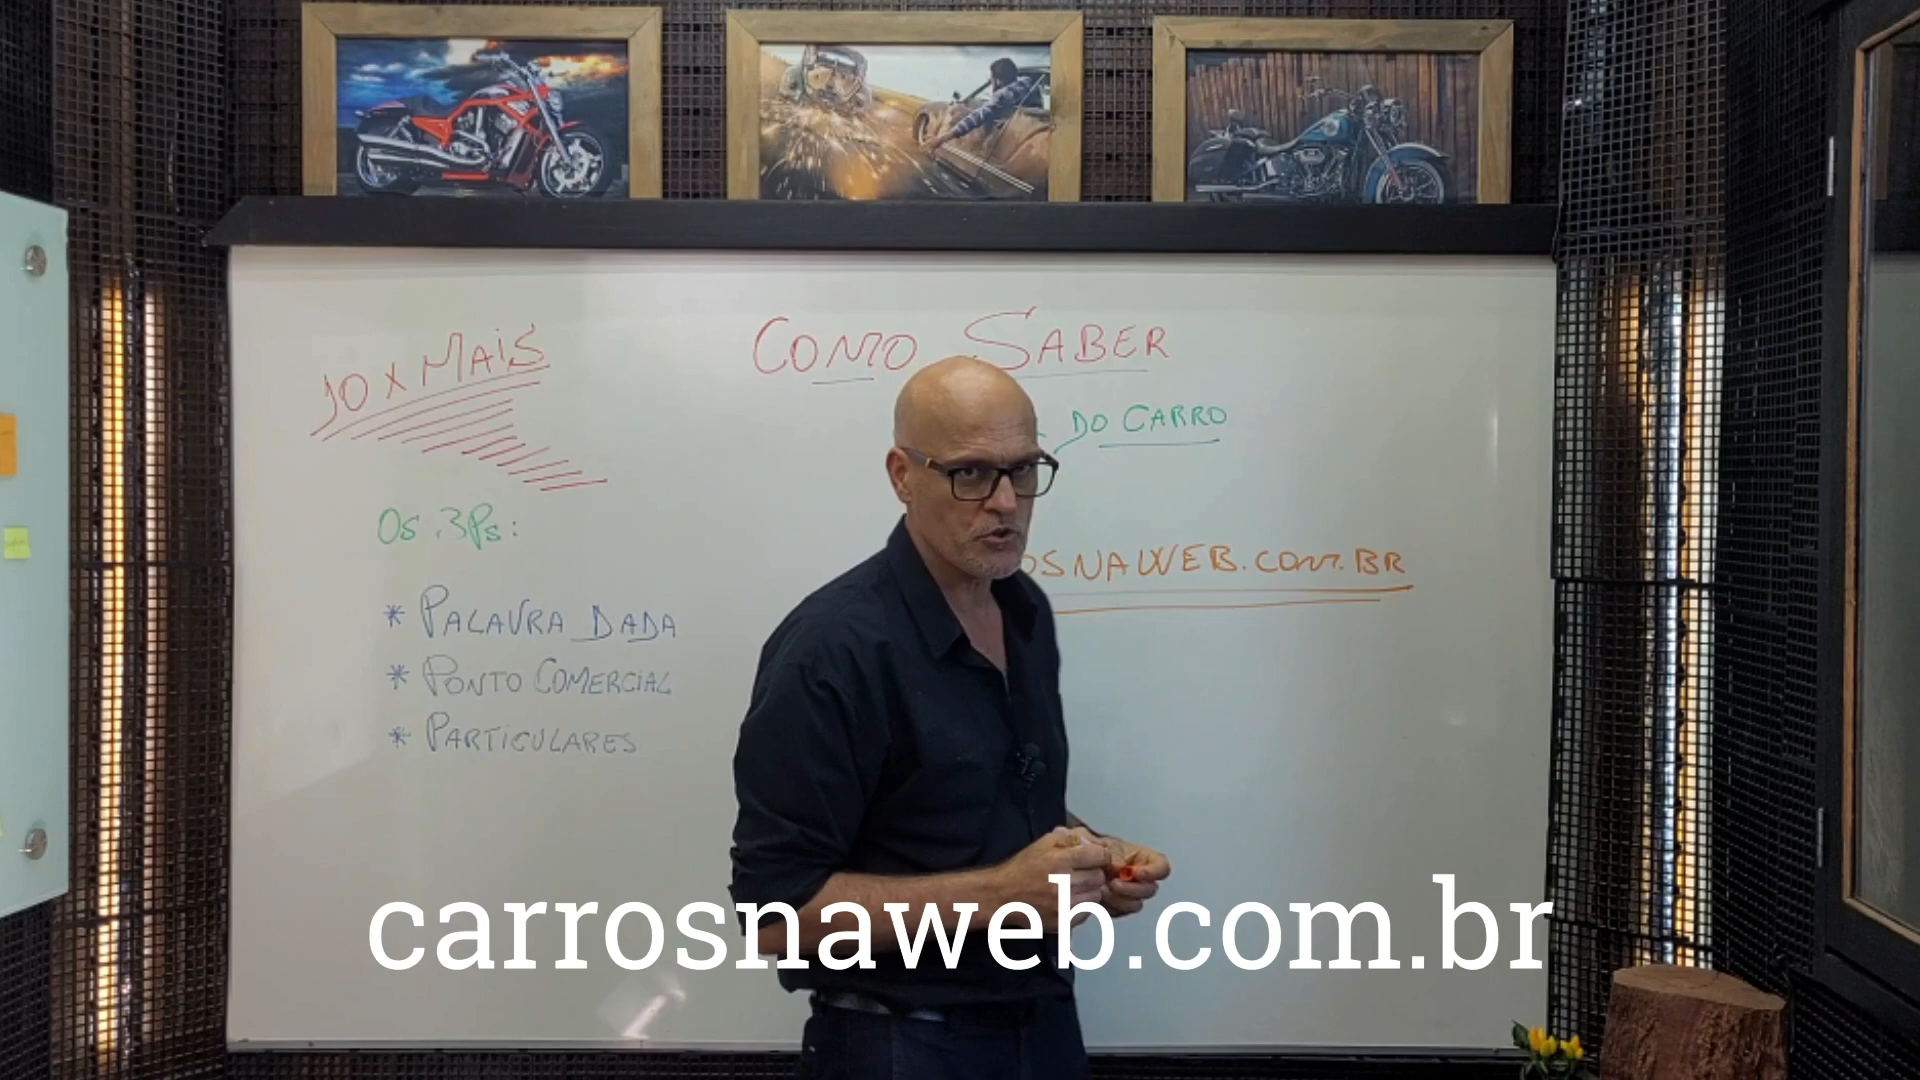 10 X MAIS
COMO SABER
DO CARRO
OS 3Ps:
OSNAWEB.COM.BR
* PALAVRA DADA
* PONTO COMERCIAL
* PARTICULARES
carrosnaweb.com.br